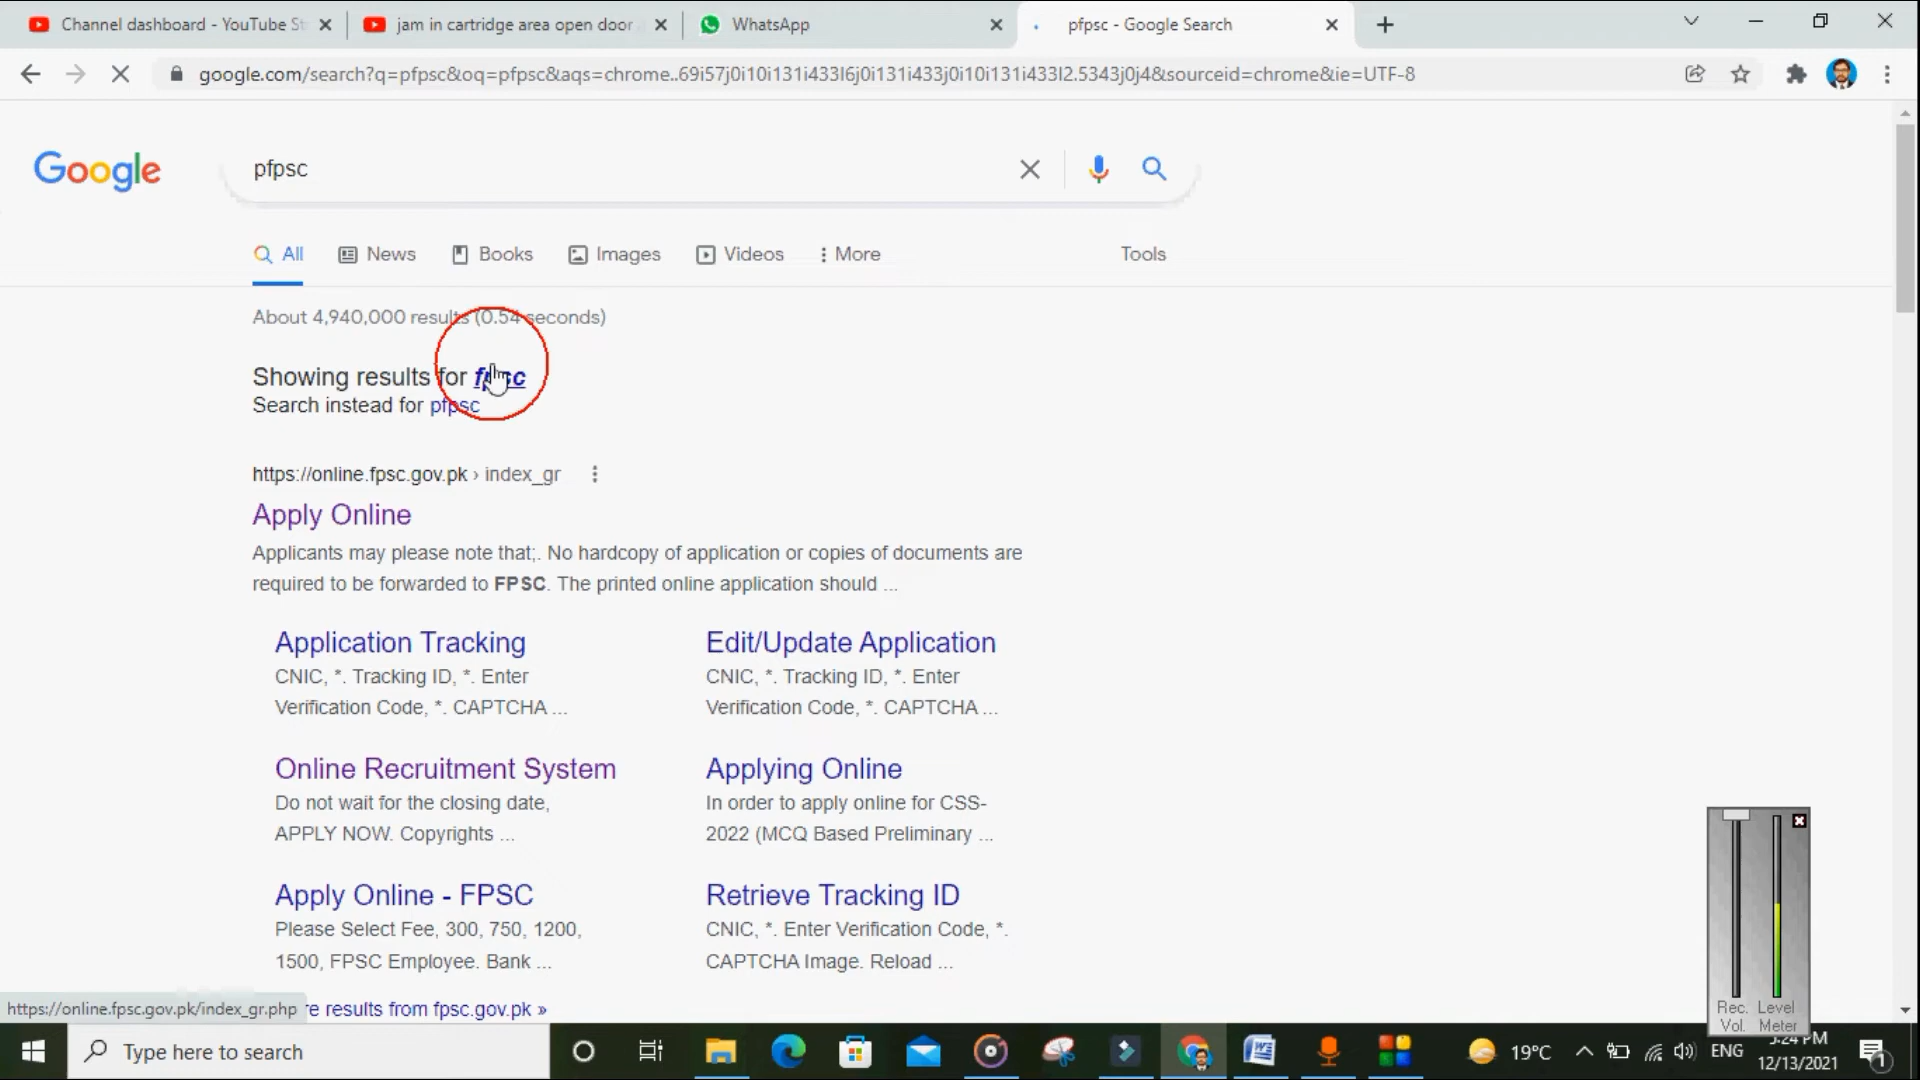 Channel dashboard - YouTube St
jam in cartridge area open door
WhatsApp
pfpsc - Google Search
google.com/search?q=pfpsc&oq=pfpsc&aqs=chrome..69i57j0i10i131i433l6j0i131i433j0i10i131i433l2.5343j0j4&sourceid=chrome&ie=UTF-8
Google
pfpsc
All News Books Images Videos More Tools
About 4,940,000 results (0.54 seconds)
Showing results for fpsc
Search instead for pfpsc
https://online.fpsc.gov.pk › index_gr
Apply Online
Applicants may please note that;. No hardcopy of application or copies of documents are
required to be forwarded to FPSC. The printed online application should ...
Application Tracking
CNIC, *. Tracking ID, *. Enter
Verification Code, *. CAPTCHA ...
Edit/Update Application
CNIC, *. Tracking ID, *. Enter
Verification Code, *. CAPTCHA ...
Online Recruitment System
Do not wait for the closing date,
APPLY NOW. Copyrights ...
Applying Online
In order to apply online for CSS-
2022 (MCQ Based Preliminary ...
Apply Online - FPSC
Please Select Fee, 300, 750, 1200,
1500, FPSC Employee. Bank ...
Retrieve Tracking ID
CNIC, *. Enter Verification Code, *.
CAPTCHA Image. Reload ...
https://online.fpsc.gov.pk/index_gr.php
re results from fpsc.gov.pk »
Rec. Level
Vol. Meter
Type here to search
19°C
ENG
5:24 PM
12/13/2021
1